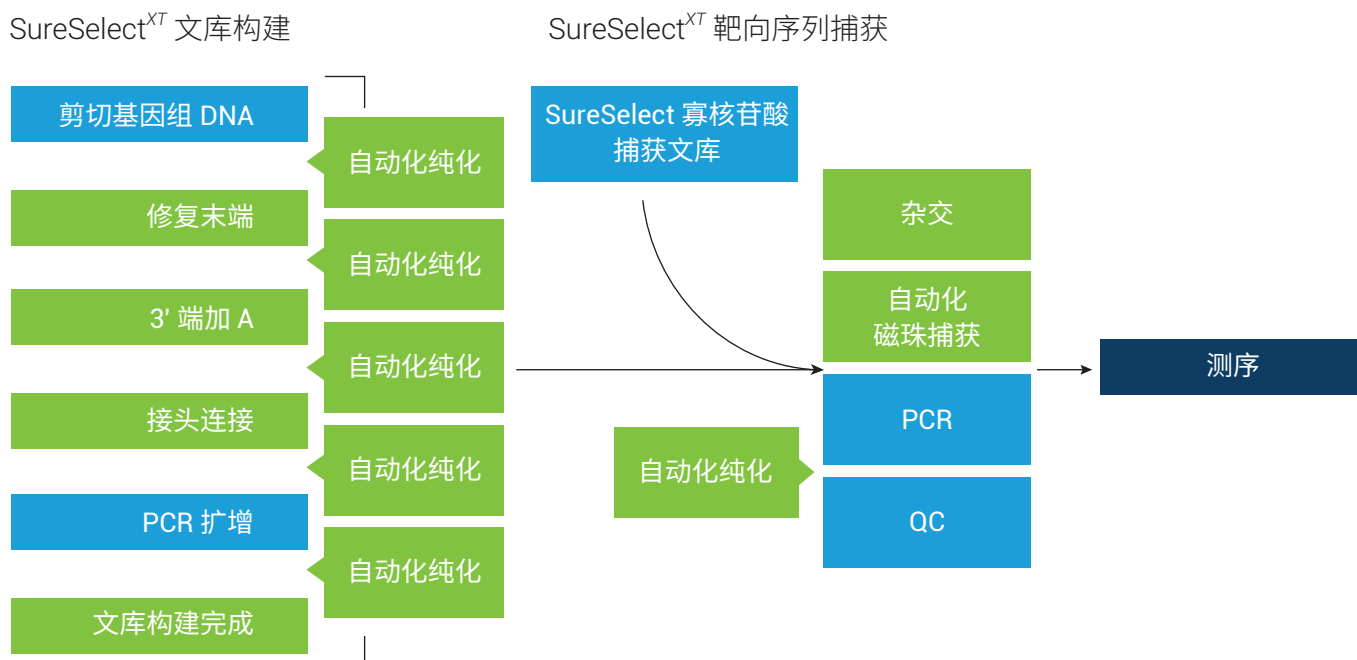 SureSelectXT 文库构建
剪切基因组 DNA
自动化纯化
修复末端
自动化纯化
3' 端加 A
自动化纯化
接头连接
自动化纯化
PCR 扩增
自动化纯化
文库构建完成
SureSelectXT 靶向序列捕获
SureSelect 寡核苷酸
捕获文库
杂交
自动化
磁珠捕获
PCR
自动化纯化
QC
测序